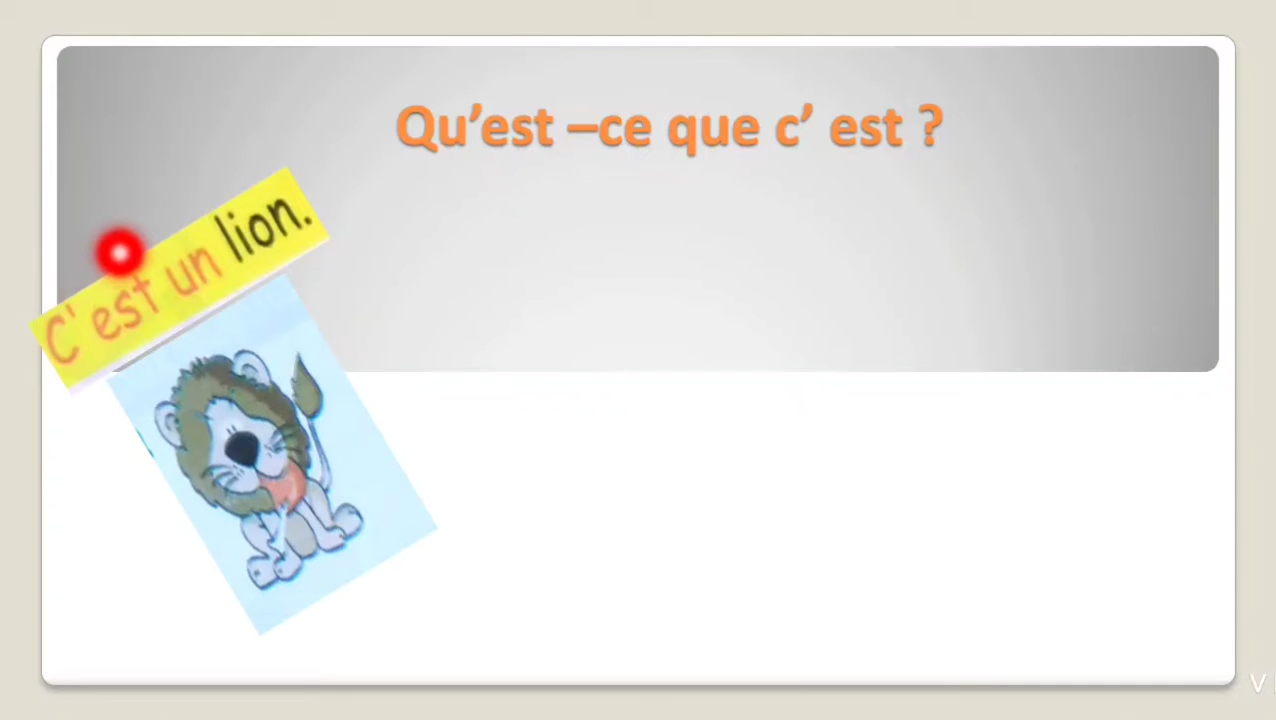 Qu’est –ce que c’ est ?
C'est un lion.
V